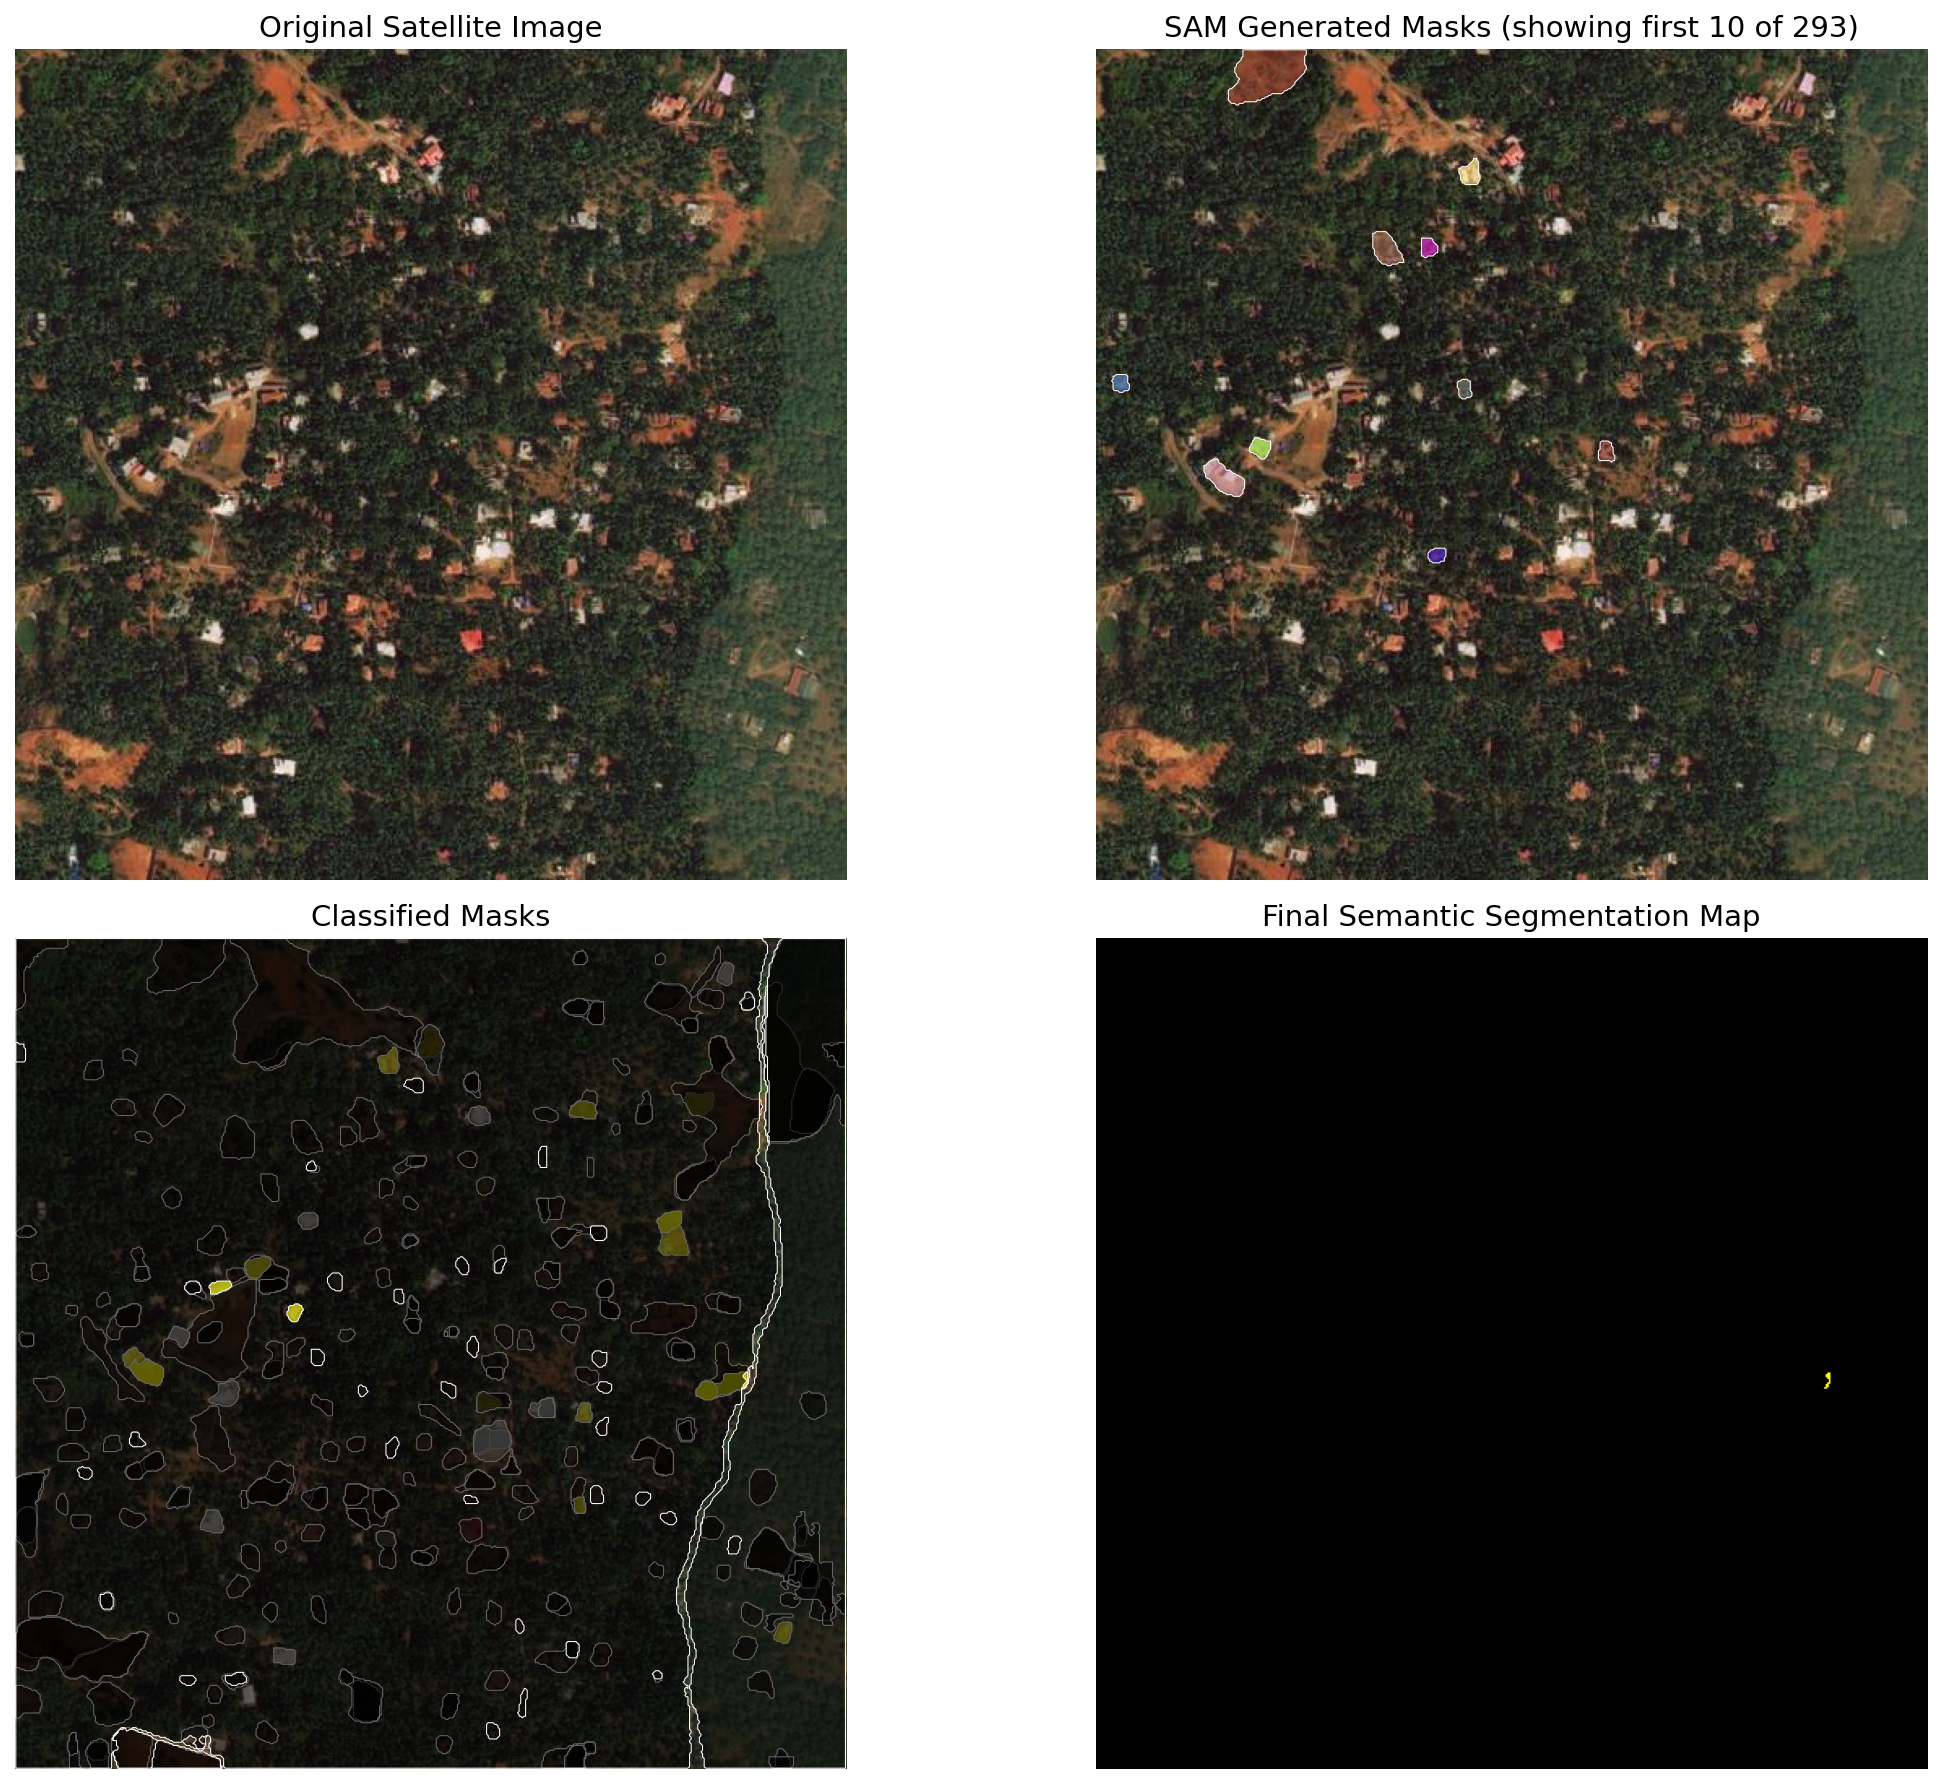 Original Satellite Image
SAM Generated Masks (showing first 10 of 293)
Classified Masks
Final Semantic Segmentation Map